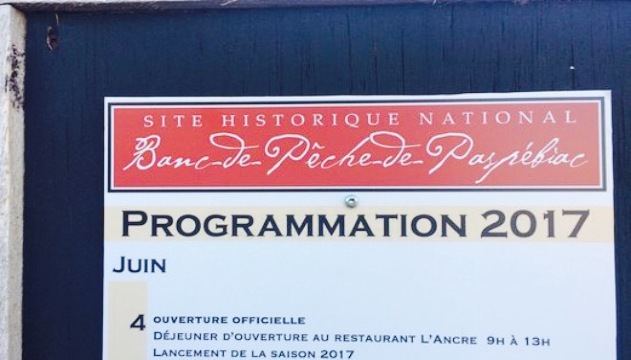 SITE HISTORIQUE NATIONAL
Banc-de-Pêche-de-Paspébiac
PROGRAMMATION 2017
JUIN
4 OUVERTURE OFFICIELLE
DÉJEUNER D'OUVERTURE AU RESTAURANT L'ANCRE 9H À 13H
LANCEMENT DE LA SAISON 2017